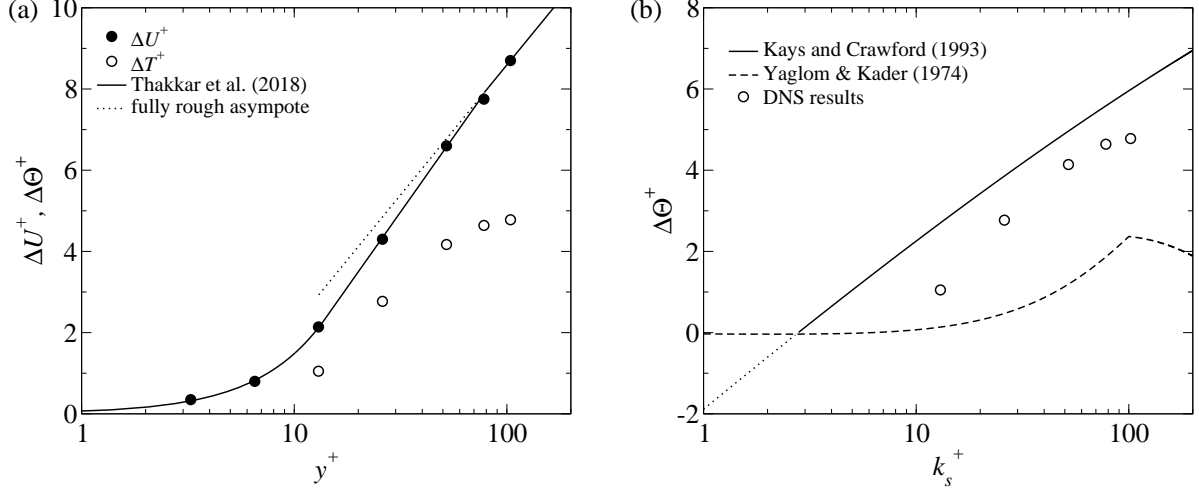 (a)
10
8
6
4
2
0
ΔU⁺, ΔΘ⁺
ΔU⁺
ΔT⁺
Thakkar et al. (2018)
fully rough asympote
1
10
100
y⁺
(b)
8
6
4
2
0
-2
ΔΘ⁺
Kays and Crawford (1993)
Yaglom & Kader (1974)
DNS results
1
10
100
kₛ⁺